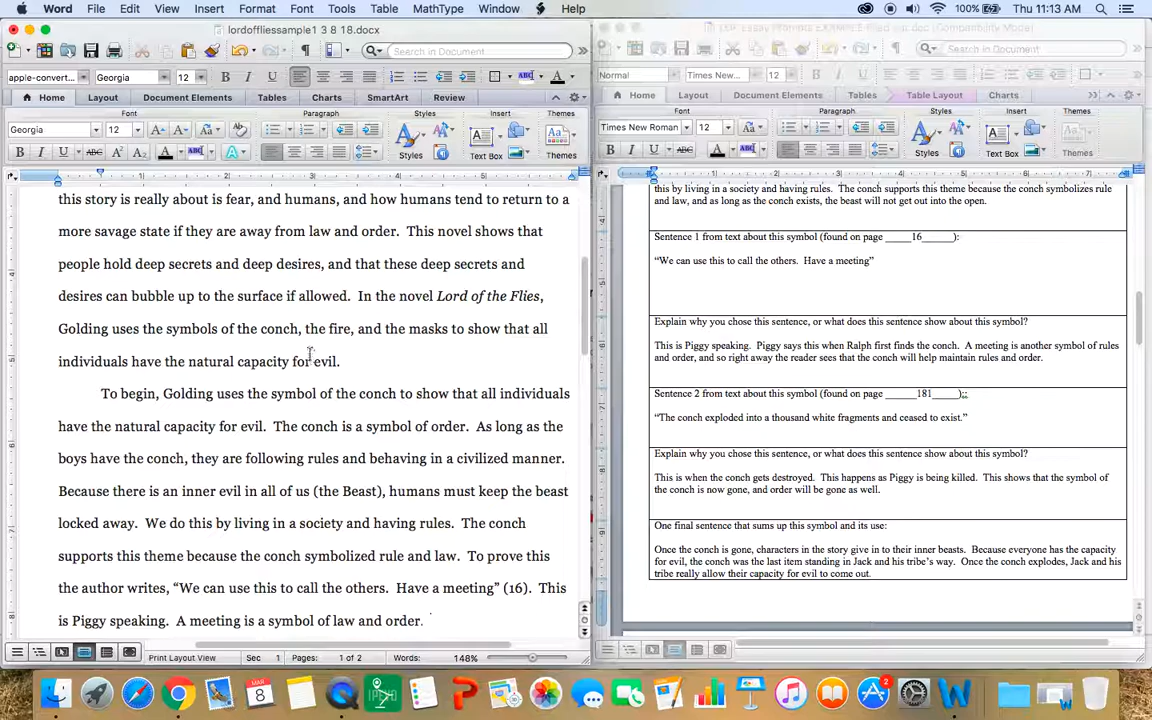 Word File Edit View Insert Format Font Tools Table MathType Window Help 100% Thu 11:13 AM
lordoffliessample1 3 8 18.docx
Search in Document
apple-convert... Georgia 12 B I U
Home Layout Document Elements Tables Charts SmartArt Review
Font Paragraph Styles Insert Themes
Georgia 12 A A Aa
B I U ABC A² A₂ A ABC A Styles Text Box Themes
1 2 3 4 5
this story is really about is fear, and humans, and how humans tend to return to a
more savage state if they are away from law and order. This novel shows that
people hold deep secrets and deep desires, and that these deep secrets and
desires can bubble up to the surface if allowed. In the novel Lord of the Flies,
Golding uses the symbols of the conch, the fire, and the masks to show that all
individuals have the natural capacity for evil.
To begin, Golding uses the symbol of the conch to show that all individuals
have the natural capacity for evil. The conch is a symbol of order. As long as the
boys have the conch, they are following rules and behaving in a civilized manner.
Because there is an inner evil in all of us (the Beast), humans must keep the beast
locked away. We do this by living in a society and having rules. The conch
supports this theme because the conch symbolized rule and law. To prove this
the author writes, “We can use this to call the others. Have a meeting” (16). This
is Piggy speaking. A meeting is a symbol of law and order.
Print Layout View Sec 1 Pages: 1 of 2 Words: 148%
Search in Document
Normal Times New... 12 B I U
Home Layout Document Elements Tables Table Layout Charts
Font Paragraph Styles Insert Themes
Times New Roman 12 Aa
B I U ABC A ABC Styles Text Box Themes
1 2 3 4 5 7
this by living in a society and having rules. The conch supports this theme because the conch symbolizes rule
and law, and as long as the conch exists, the beast will not get out into the open.
Sentence 1 from text about this symbol (found on page _____16______):
“We can use this to call the others. Have a meeting”
Explain why you chose this sentence, or what does this sentence show about this symbol?
This is Piggy speaking. Piggy says this when Ralph first finds the conch. A meeting is another symbol of rules
and order, and so right away the reader sees that the conch will help maintain rules and order.
Sentence 2 from text about this symbol (found on page ______181_____);:
“The conch exploded into a thousand white fragments and ceased to exist.”
Explain why you chose this sentence, or what does this sentence show about this symbol?
This is when the conch gets destroyed. This happens as Piggy is being killed. This shows that the symbol of
the conch is now gone, and order will be gone as well.
One final sentence that sums up this symbol and its use:
Once the conch is gone, characters in the story give in to their inner beasts. Because everyone has the capacity
for evil, the conch was the last item standing in Jack and his tribe’s way. Once the conch explodes, Jack and his
tribe really allow their capacity for evil to come out.